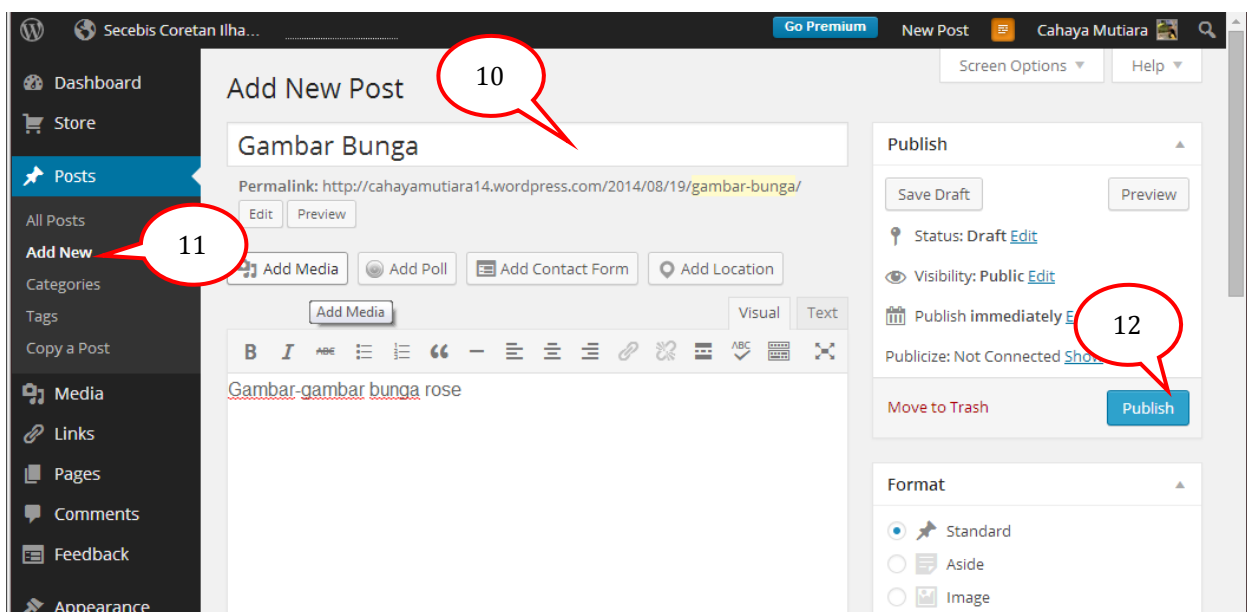 Secebis Coretan Ilha...
Go Premium
New Post
Cahaya Mutiara
Screen Options
Help
Dashboard
Store
Posts
All Posts
Add New
Categories
Tags
Copy a Post
Media
Links
Pages
Comments
Feedback
Appearance
10
11
12
Add New Post
Gambar Bunga
Permalink: http://cahayamutiara14.wordpress.com/2014/08/19/gambar-bunga/
Edit Preview
Add Media Add Poll Add Contact Form Add Location
Add Media
Visual Text
B I ABE ABC
Gambar-gambar bunga rose
Publish
Save Draft Preview
Status: Draft Edit
Visibility: Public Edit
Publish immediately
Publicize: Not Connected Show
Move to Trash Publish
Format
Standard
Aside
Image